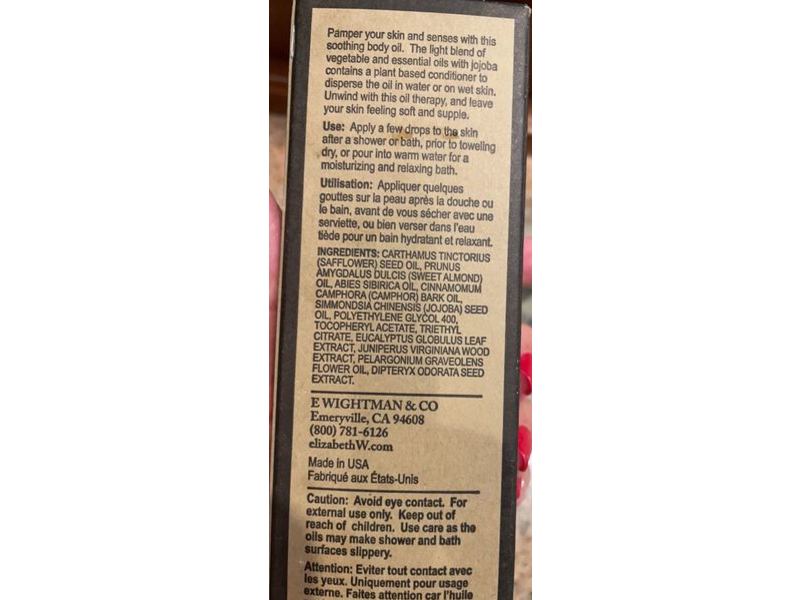 Pamper your skin and senses with this
soothing body oil. The light blend of
vegetable and essential oils with jojoba
contains a plant based conditioner to
disperse the oil in water or on wet skin.
Unwind with this oil therapy, and leave
your skin feeling soft and supple.
Use: Apply a few drops to the skin
after a shower or bath, prior to toweling
dry, or pour into warm water for a
moisturizing and relaxing bath.
Utilisation: Appliquer quelques
gouttes sur la peau après la douche ou
le bain, avant de vous sécher avec une
serviette, ou bien verser dans l'eau
tiède pour un bain hydratant et relaxant.
INGREDIENTS: CARTHAMUS TINCTORIUS
(SAFFLOWER) SEED OIL, PRUNUS
AMYGDALUS DULCIS (SWEET ALMOND)
OIL, ABIES SIBIRICA OIL, CINNAMOMUM
CAMPHORA (CAMPHOR) BARK OIL,
SIMMONDSIA CHINENSIS (JOJOBA) SEED
OIL, POLYETHYLENE GLYCOL 400,
TOCOPHERYL ACETATE, TRIETHYL
CITRATE, EUCALYPTUS GLOBULUS LEAF
EXTRACT, JUNIPERUS VIRGINIANA WOOD
EXTRACT, PELARGONIUM GRAVEOLENS
FLOWER OIL, DIPTERYX ODORATA SEED
EXTRACT.
E WIGHTMAN & CO
Emeryville, CA 94608
(800) 781-6126
elizabethW.com
Made in USA
Fabriqué aux États-Unis
Caution: Avoid eye contact. For
external use only. Keep out of
reach of children. Use care as the
oils may make shower and bath
surfaces slippery.
Attention: Eviter tout contact avec
les yeux. Uniquement pour usage
externe. Faites attention car l'huile